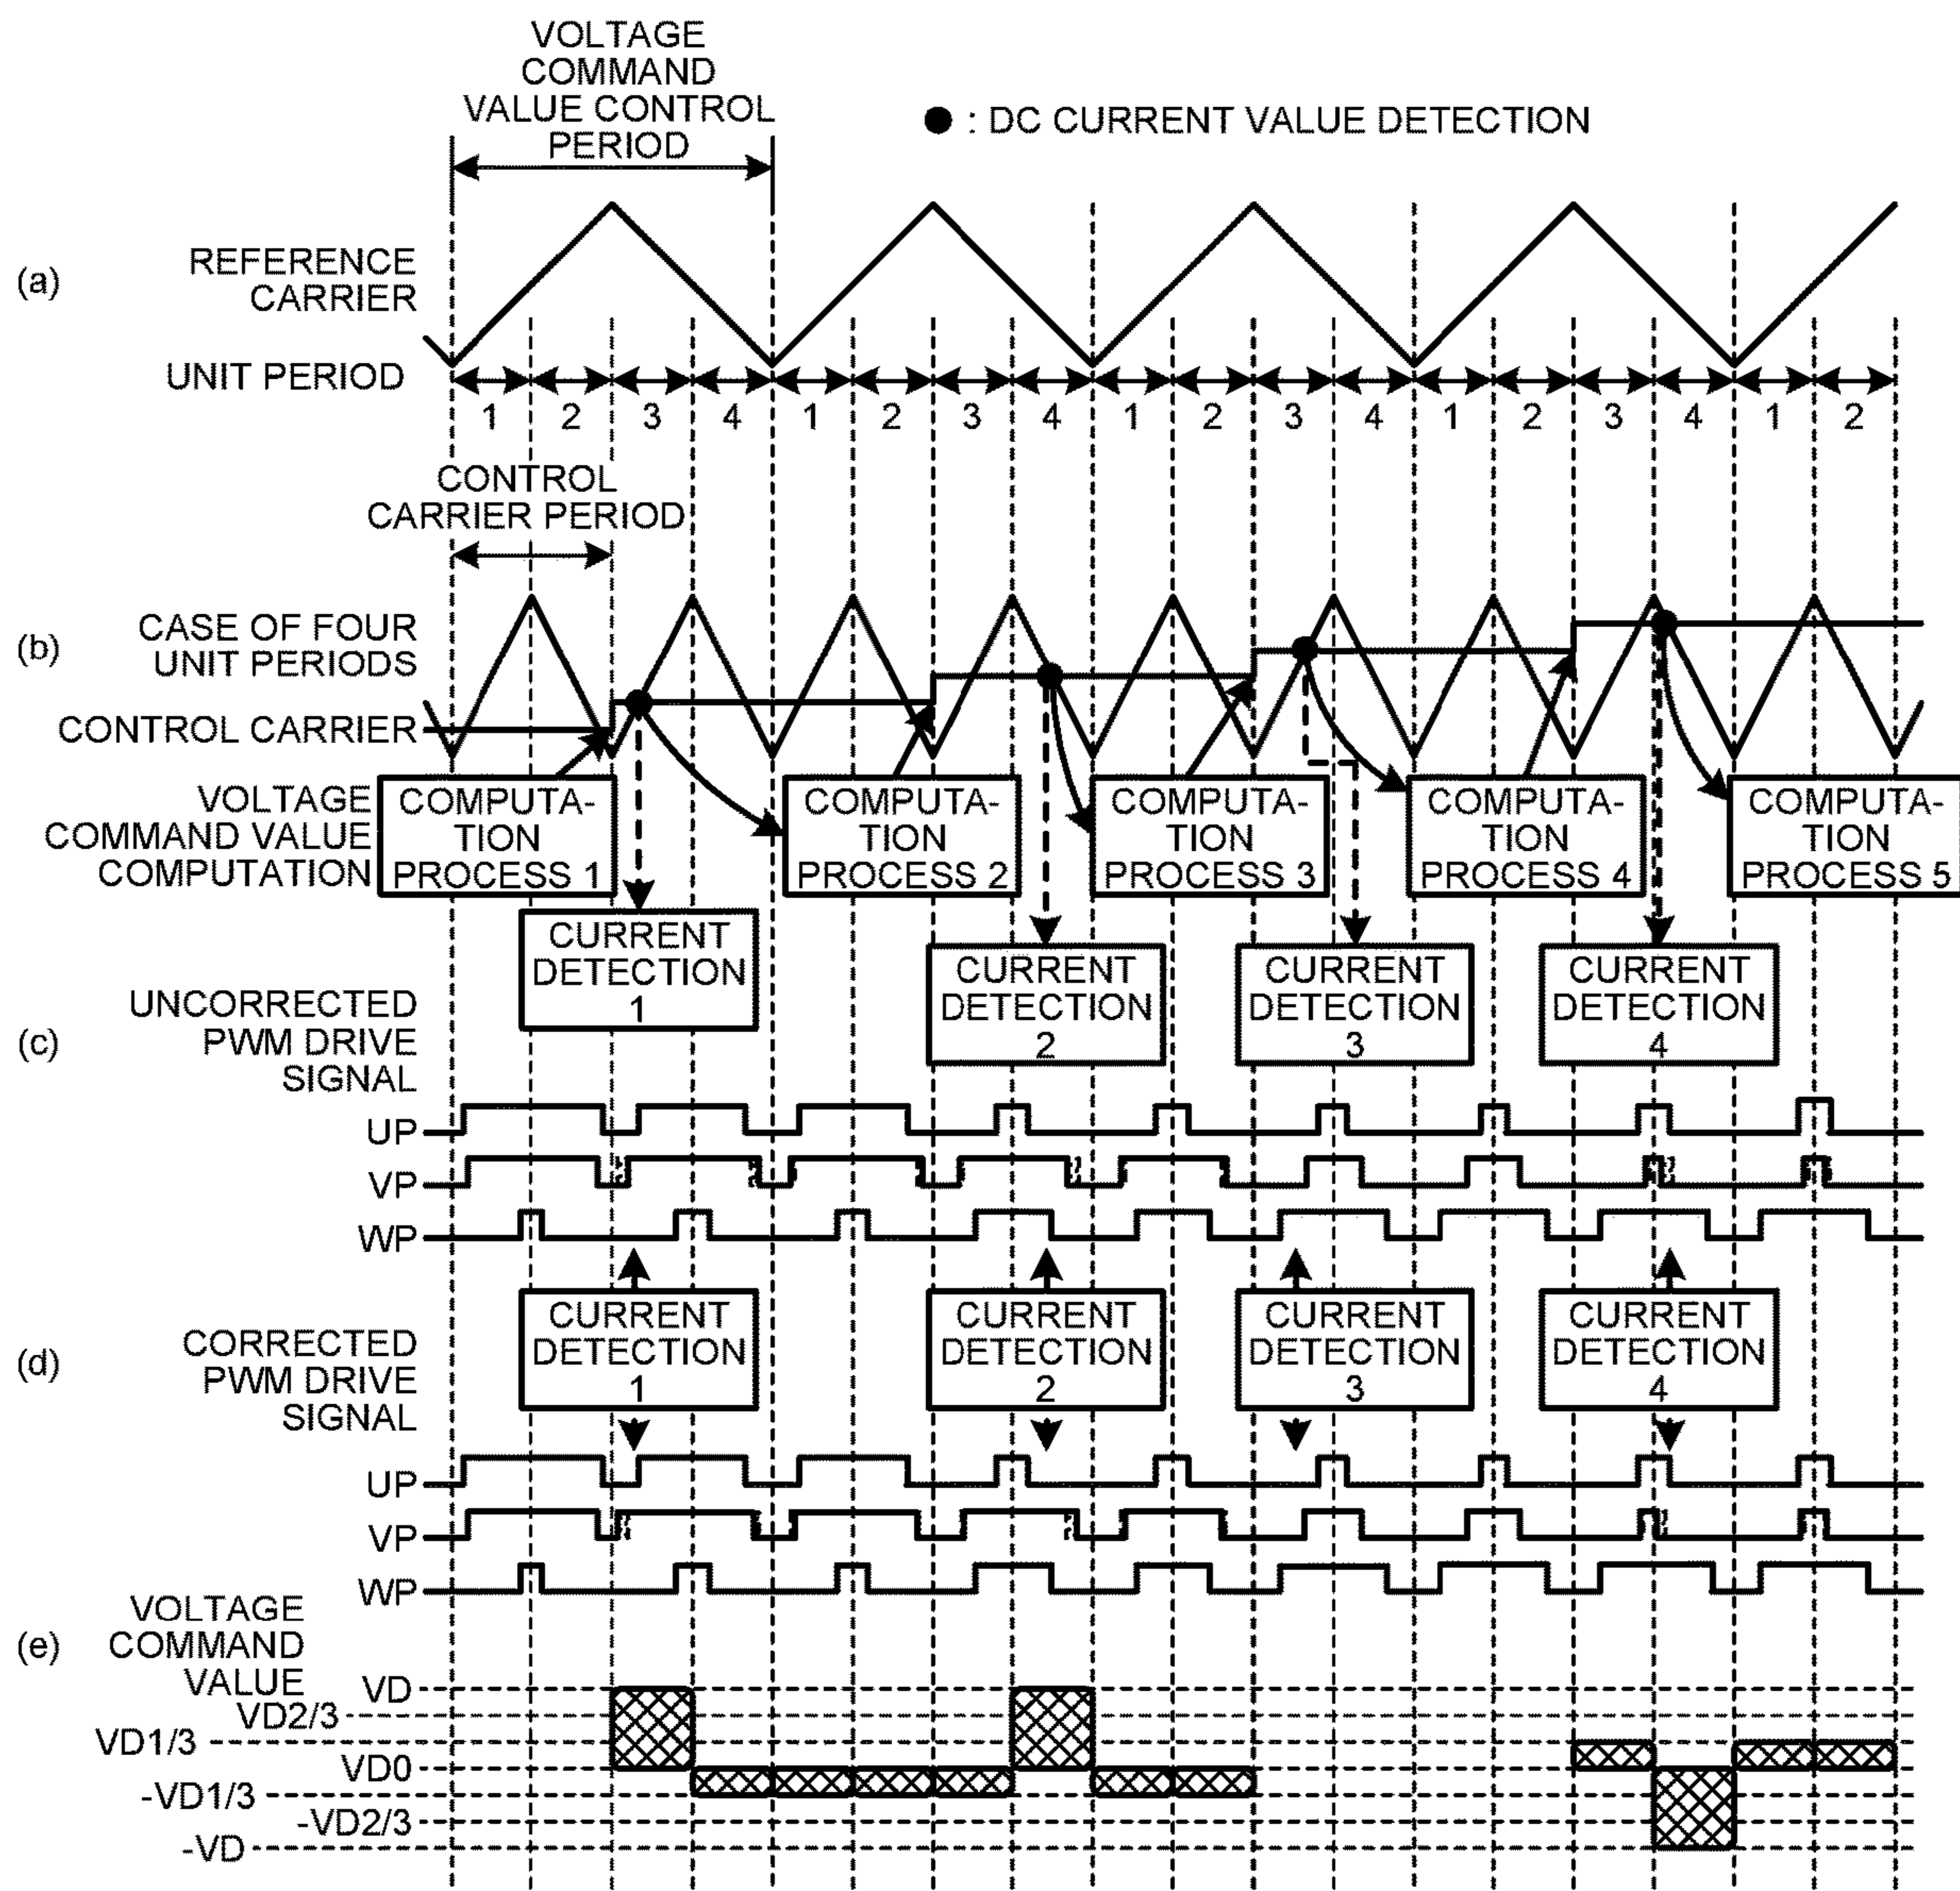 VOLTAGE
COMMAND
VALUE CONTROL
PERIOD
● : DC CURRENT VALUE DETECTION
(a)
REFERENCE
CARRIER
UNIT PERIOD
1 2 3 4 1 2 3 4 1 2 3 4 1 2 3 4 1 2
CONTROL
CARRIER PERIOD
(b)
CASE OF FOUR
UNIT PERIODS
CONTROL CARRIER
VOLTAGE
COMMAND VALUE
COMPUTATION
COMPUTA-
TION
PROCESS 1
COMPUTA-
TION
PROCESS 2
COMPUTA-
TION
PROCESS 3
COMPUTA-
TION
PROCESS 4
COMPUTA-
TION
PROCESS 5
CURRENT
DETECTION
1
CURRENT
DETECTION
2
CURRENT
DETECTION
3
CURRENT
DETECTION
4
(c)
UNCORRECTED
PWM DRIVE
SIGNAL
UP
VP
WP
CURRENT
DETECTION
1
CURRENT
DETECTION
2
CURRENT
DETECTION
3
CURRENT
DETECTION
4
(d)
CORRECTED
PWM DRIVE
SIGNAL
UP
VP
WP
(e)
VOLTAGE
COMMAND
VALUE
VD
VD2/3
VD1/3
VD0
-VD1/3
-VD2/3
-VD